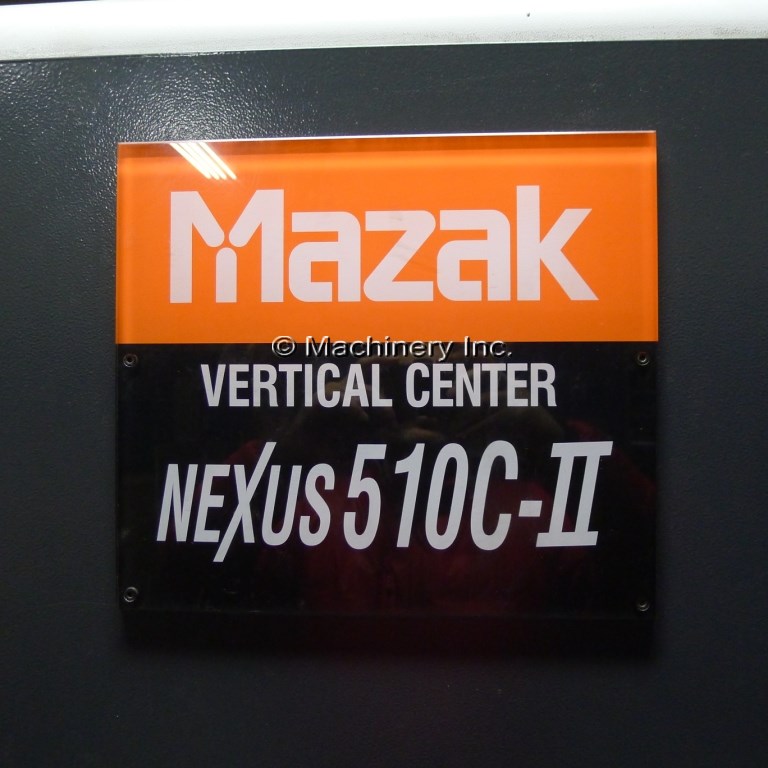 Mazak
© Machinery Inc.
VERTICAL CENTER
NEXUS 510C-II